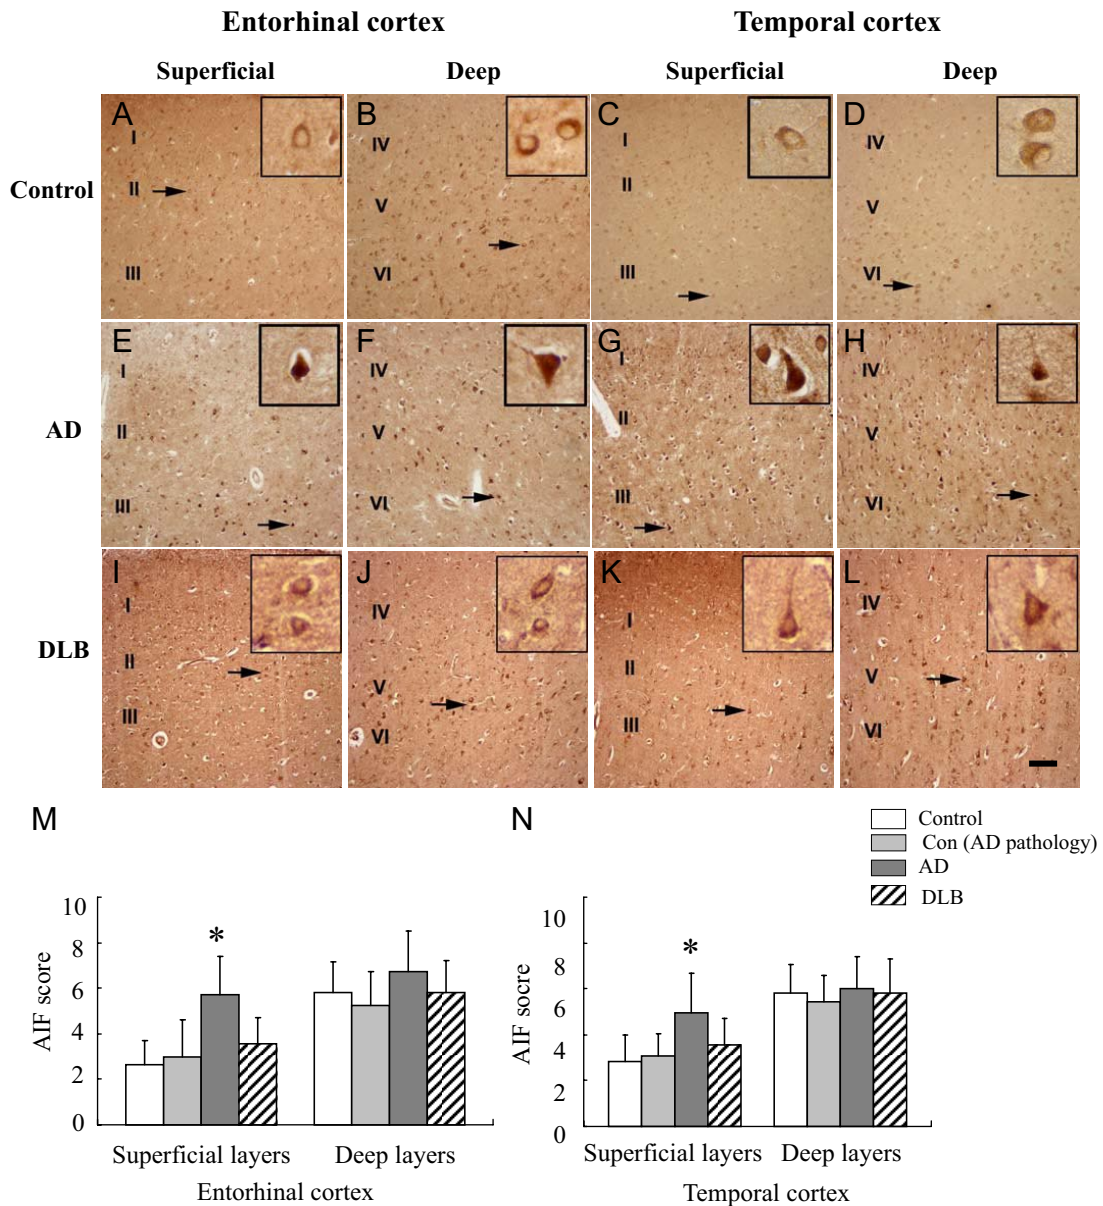 Entorhinal cortex Temporal cortex
Superficial Deep Superficial Deep
A B C D
I IV I IV
Control II V II V
III VI III VI
E F G H
I IV I IV
AD II V II V
III VI III VI
I J K L
I IV I IV
DLB II V II V
III VI III VI
M N
Control
Con (AD pathology)
AD
DLB
10 10
8 8
* *
6 6
4 4
2 2
0 0
AIF score AIF socre
Superficial layers Deep layers Superficial layers Deep layers
Entorhinal cortex Temporal cortex